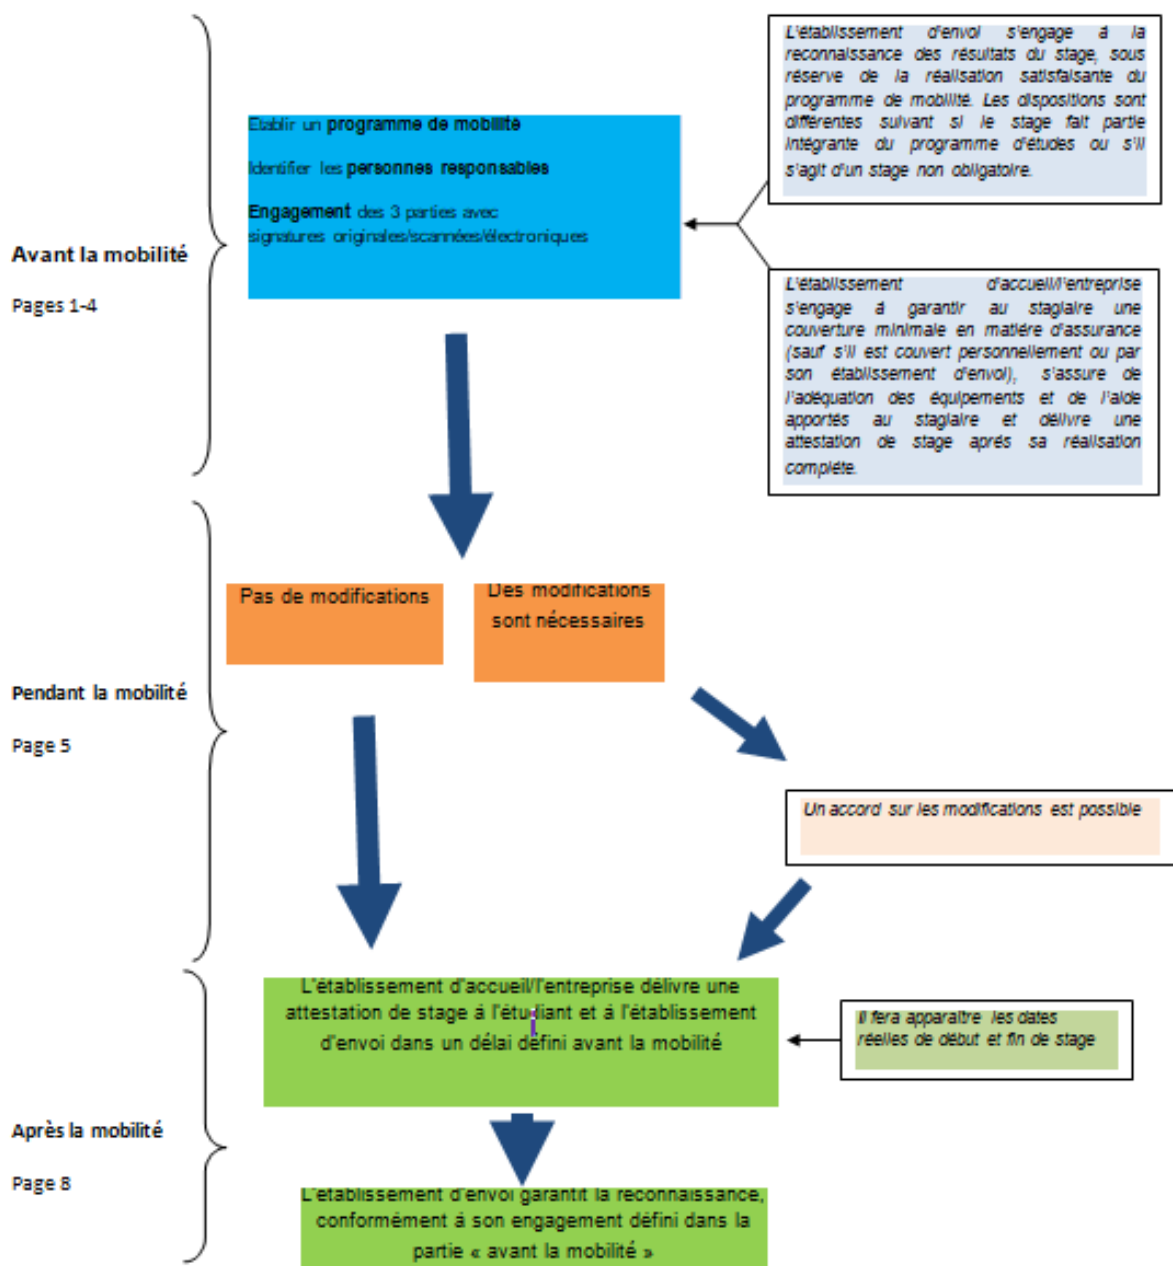 L'établissement d'envoi s'engage á la
reconnaissance des résultats du stage, sous
réserve de la réalisation satisfaisante du
programme de mobilité. Les dispositions sont
différentes suivant si le stage fait partie
intégrante du programme d'études ou s'il
s'agit d'un stage non obligatoire.
Etablir un programme de mobilité
Identifier les personnes responsables
Engagement des 3 parties avec
signatures originales/scannées/électroniques
Avant la mobilité
Pages 1-4
L'établissement d'accueil/l'entreprise
s'engage á garantir au stagiaire une
couverture minimale en matiére d'assurance
(sauf s'il est couvert personnellement ou par
son établissement d'envoi), s'assure de
l'adéquation des équipements et de l'aide
apportés au stagiaire et délivre une
attestation de stage aprés sa réalisation
compléte.
Pas de modifications
Des modifications
sont nécessaires
Pendant la mobilité
Page 5
Un accord sur les modifications est possible
L'établissement d'accueil/l'entreprise délivre une
attestation de stage á l'étudiant et á l'établissement
d'envoi dans un délai défini avant la mobilité
Il fera apparaître les dates
réelles de début et fin de stage
Après la mobilité
Page 8
L'établissement d'envoi garantit la reconnaissance,
conformément á son engagement défini dans la
partie « avant la mobilité »